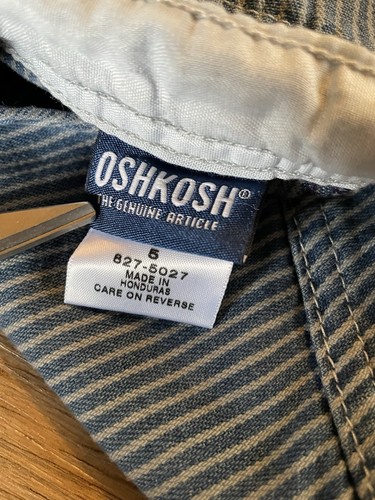 OSHKOSH®
THE GENUINE ARTICLE
5
827-5027
MADE IN
HONDURAS
CARE ON REVERSE